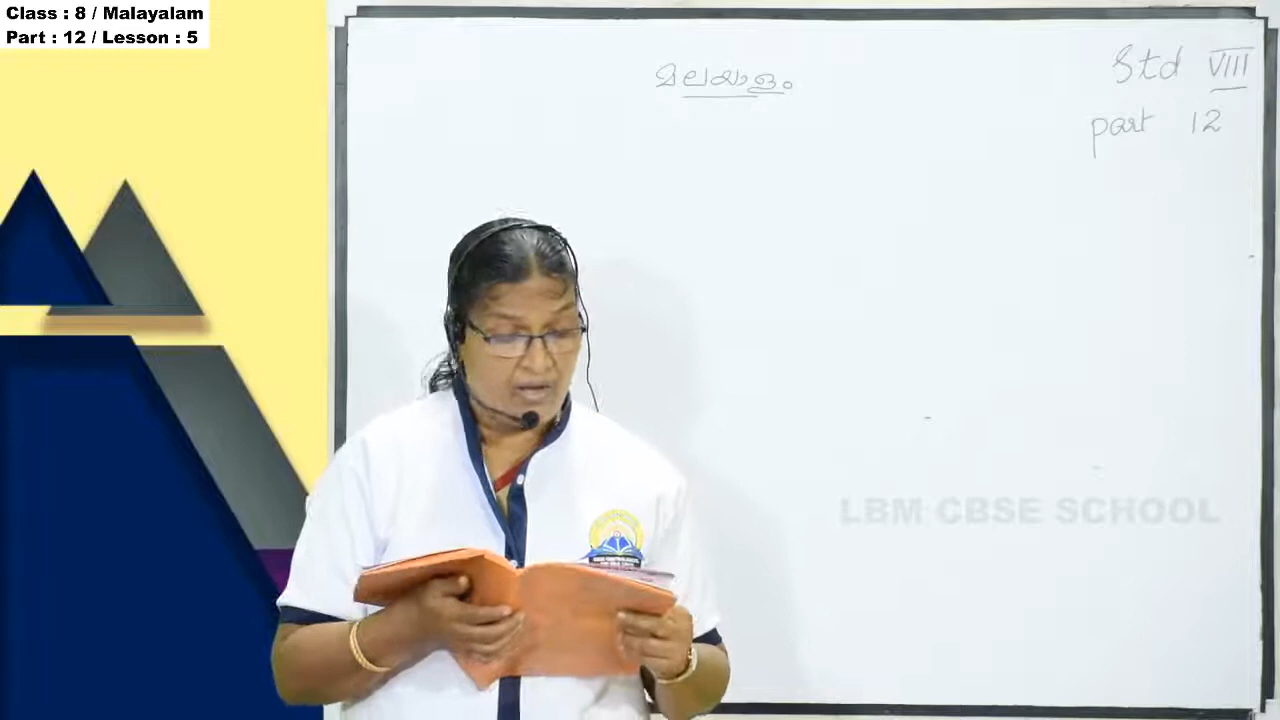 Class : 8 / Malayalam
Part : 12 / Lesson : 5
മലയാളം
Std VIII
part 12
LBM CBSE SCHOOL